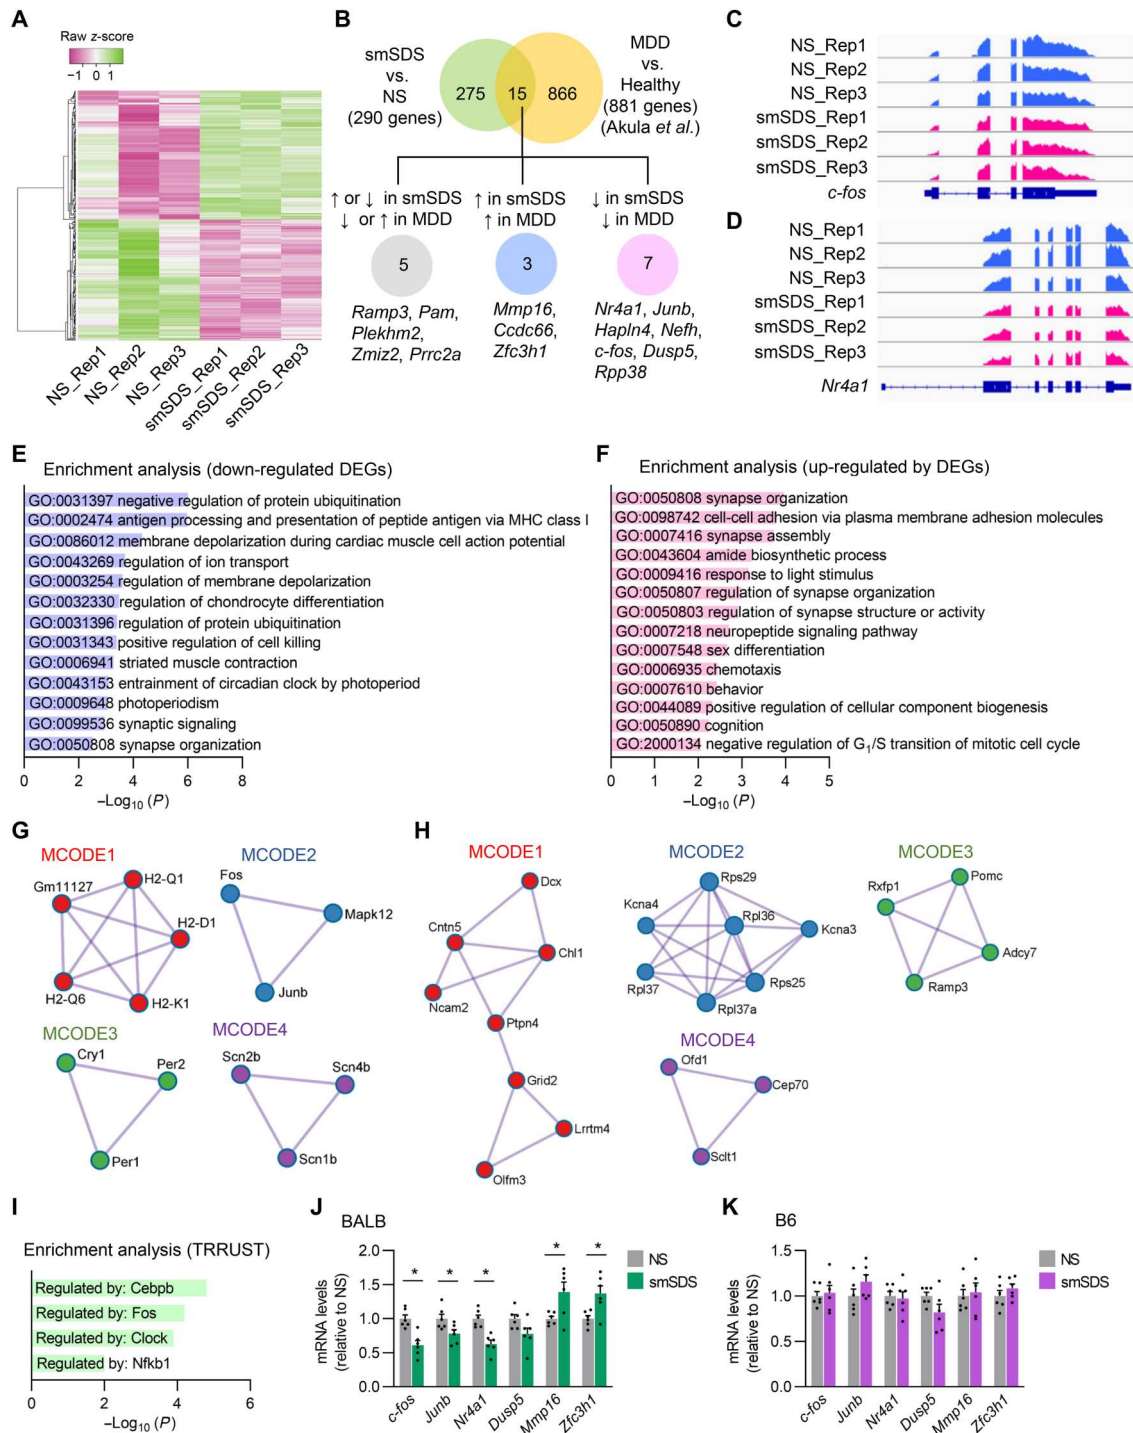 A
Raw z-score
−1 0 1
NS_Rep1
NS_Rep2
NS_Rep3
smSDS_Rep1
smSDS_Rep2
smSDS_Rep3
B
smSDS
vs.
NS
(290 genes)
275
15
866
MDD
vs.
Healthy
(881 genes)
(Akula et al.)
↑ or ↓ in smSDS
↓ or ↑ in MDD
5
Ramp3, Pam,
Plekhm2,
Zmiz2, Prrc2a
↑ in smSDS
↑ in MDD
3
Mmp16,
Ccdc66,
Zfc3h1
↓ in smSDS
↓ in MDD
7
Nr4a1, Junb,
Hapln4, Nefh,
c-fos, Dusp5,
Rpp38
C
NS_Rep1
NS_Rep2
NS_Rep3
smSDS_Rep1
smSDS_Rep2
smSDS_Rep3
c-fos
D
NS_Rep1
NS_Rep2
NS_Rep3
smSDS_Rep1
smSDS_Rep2
smSDS_Rep3
Nr4a1
E
Enrichment analysis (down-regulated DEGs)
GO:0031397 negative regulation of protein ubiquitination
GO:0002474 antigen processing and presentation of peptide antigen via MHC class I
GO:0086012 membrane depolarization during cardiac muscle cell action potential
GO:0043269 regulation of ion transport
GO:0003254 regulation of membrane depolarization
GO:0032330 regulation of chondrocyte differentiation
GO:0031396 regulation of protein ubiquitination
GO:0031343 positive regulation of cell killing
GO:0006941 striated muscle contraction
GO:0043153 entrainment of circadian clock by photoperiod
GO:0009648 photoperiodism
GO:0099536 synaptic signaling
GO:0050808 synapse organization
0 2 4 6 8
−Log10 (P)
F
Enrichment analysis (up-regulated by DEGs)
GO:0050808 synapse organization
GO:0098742 cell-cell adhesion via plasma membrane adhesion molecules
GO:0007416 synapse assembly
GO:0043604 amide biosynthetic process
GO:0009416 response to light stimulus
GO:0050807 regulation of synapse organization
GO:0050803 regulation of synapse structure or activity
GO:0007218 neuropeptide signaling pathway
GO:0007548 sex differentiation
GO:0006935 chemotaxis
GO:0007610 behavior
GO:0044089 positive regulation of cellular component biogenesis
GO:0050890 cognition
GO:2000134 negative regulation of G1/S transition of mitotic cell cycle
0 1 2 3 4 5
−Log10 (P)
G
MCODE1
Gm11127
H2-Q1
H2-D1
H2-Q6
H2-K1
MCODE2
Fos
Mapk12
Junb
MCODE3
Cry1
Per2
Per1
MCODE4
Scn2b
Scn4b
Scn1b
H
MCODE1
Dcx
Cntn5
Chl1
Ncam2
Ptpn4
Grid2
Lrrtm4
Olfm3
MCODE2
Rps29
Kcna4
Rpl36
Kcna3
Rpl37
Rps25
Rpl37a
MCODE3
Rxfp1
Pomc
Adcy7
Ramp3
MCODE4
Ofd1
Cep70
Sclt1
I
Enrichment analysis (TRRUST)
Regulated by: Cebpb
Regulated by: Fos
Regulated by: Clock
Regulated by: Nfkb1
0 2 4 6
−Log10 (P)
J
BALB
mRNA levels
(relative to NS)
2.0
1.5
1.0
0.5
0.0
* * * * *
NS
smSDS
c-fos
Junb
Nr4a1
Dusp5
Mmp16
Zfc3h1
K
B6
mRNA levels
(relative to NS)
1.5
1.0
0.5
0.0
NS
smSDS
c-fos
Junb
Nr4a1
Dusp5
Mmp16
Zfc3h1